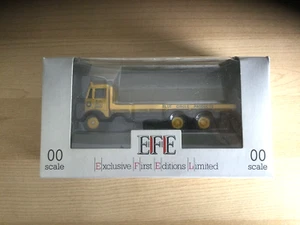 EFE
00 00
scale scale
Exclusive First Editions Limited